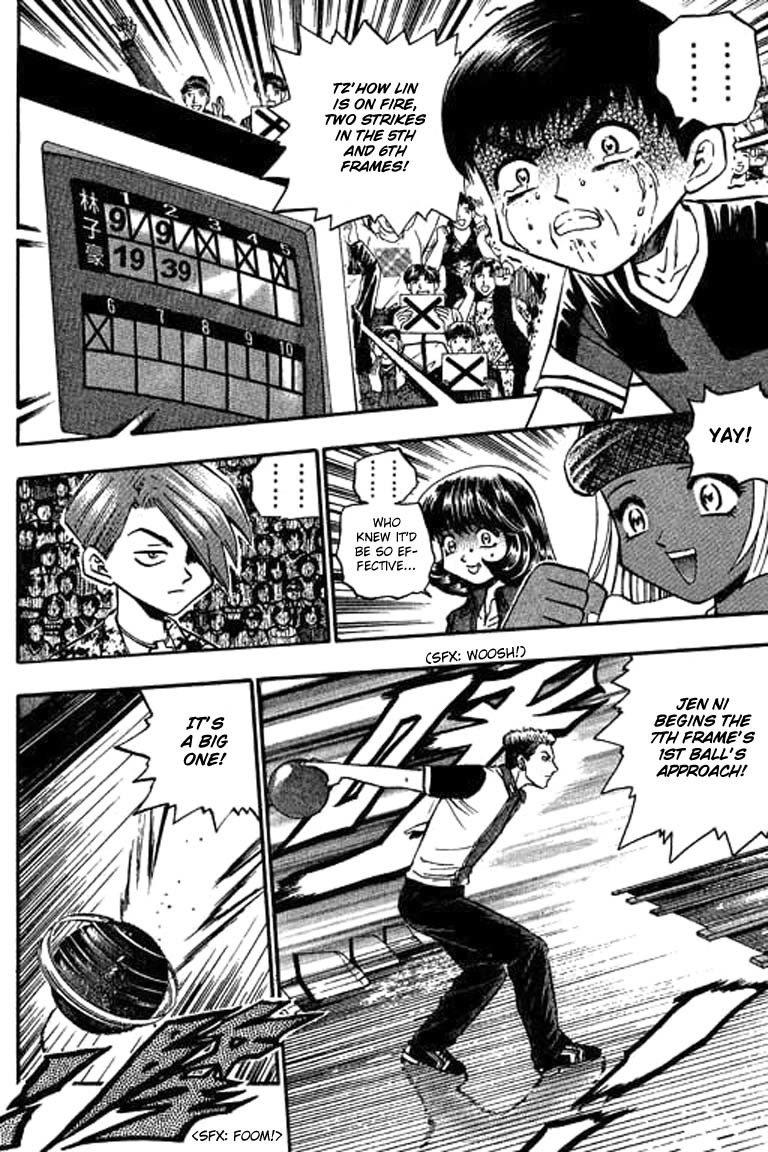 TZ'HOW LIN
IS ON FIRE,
TWO STRIKES
IN THE 5TH
AND 6TH
FRAMES!
林子豪
1 2 3 4 5
9/ 9/ X X X
19 39
6 7 8 9 10
X
YAY!
WHO
KNEW IT'D
BE SO EF-
FECTIVE...
(SFX: WOOSH!)
JEN NI
BEGINS THE
7TH FRAME'S
1ST BALL'S
APPROACH!
IT'S
A BIG
ONE!
<SFX: FOOM!>